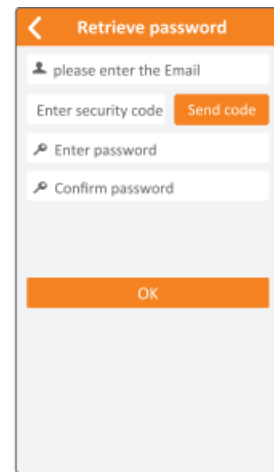 Retrieve password
please enter the Email
Enter security code Send code
Enter password
Confirm password
OK